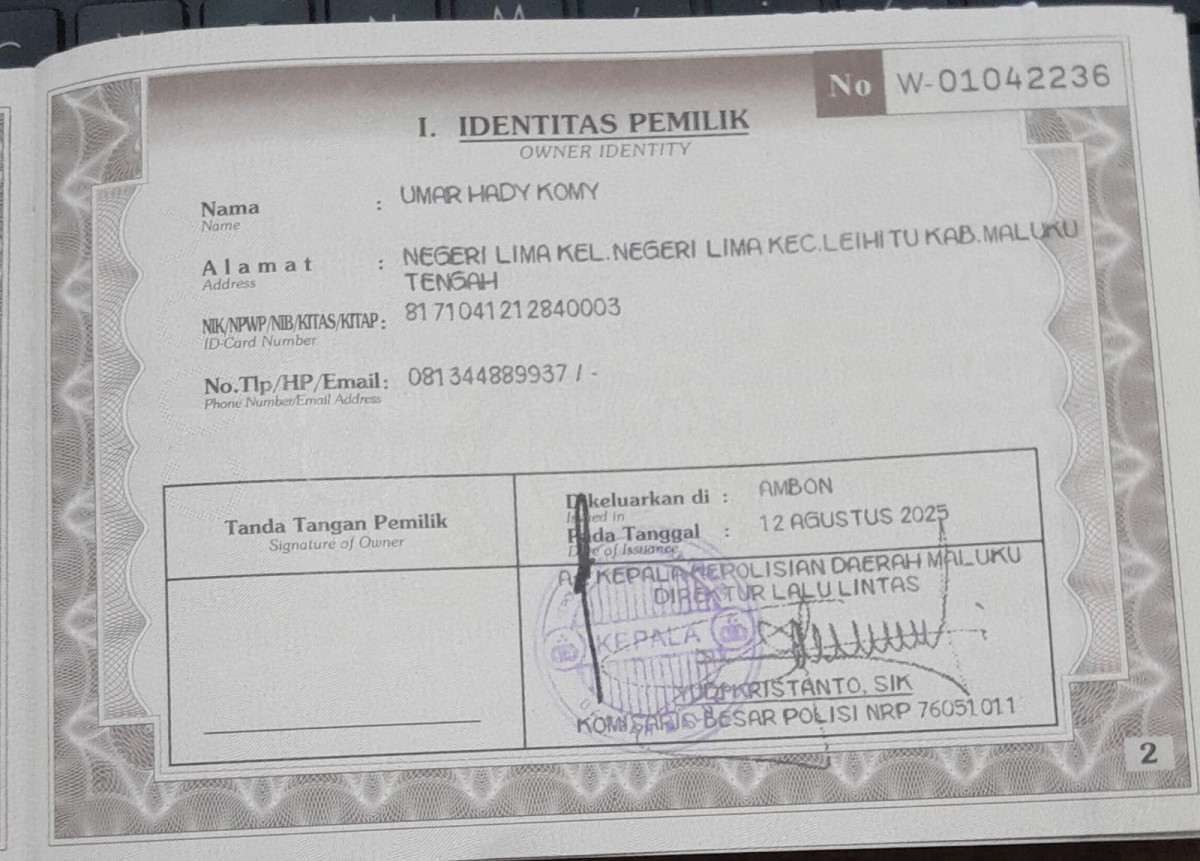 No W-01042236
I. IDENTITAS PEMILIK
OWNER IDENTITY
Nama : UMAR HADY KOMY
Name
Alamat : NEGERI LIMA KEL.NEGERI LIMA KEC.LEIHITU KAB.MALUKU
Address
TENGAH
NIK/NPWP/NIB/KITAS/KITAP : 8171041212840003
ID-Card Number
No.Tlp/HP/Email : 081344889937 / -
Phone Number/Email Address
Tanda Tangan Pemilik
Signature of Owner
Dikeluarkan di : AMBON
Issued in
Pada Tanggal : 12 AGUSTUS 2025
Date of Issuance
KEPALA KEPOLISIAN DAERAH MALUKU
DIREKTUR LALU LINTAS
KEPALA
KRISTANTO, SIK
KOMISARIS BESAR POLISI NRP 76051011
2